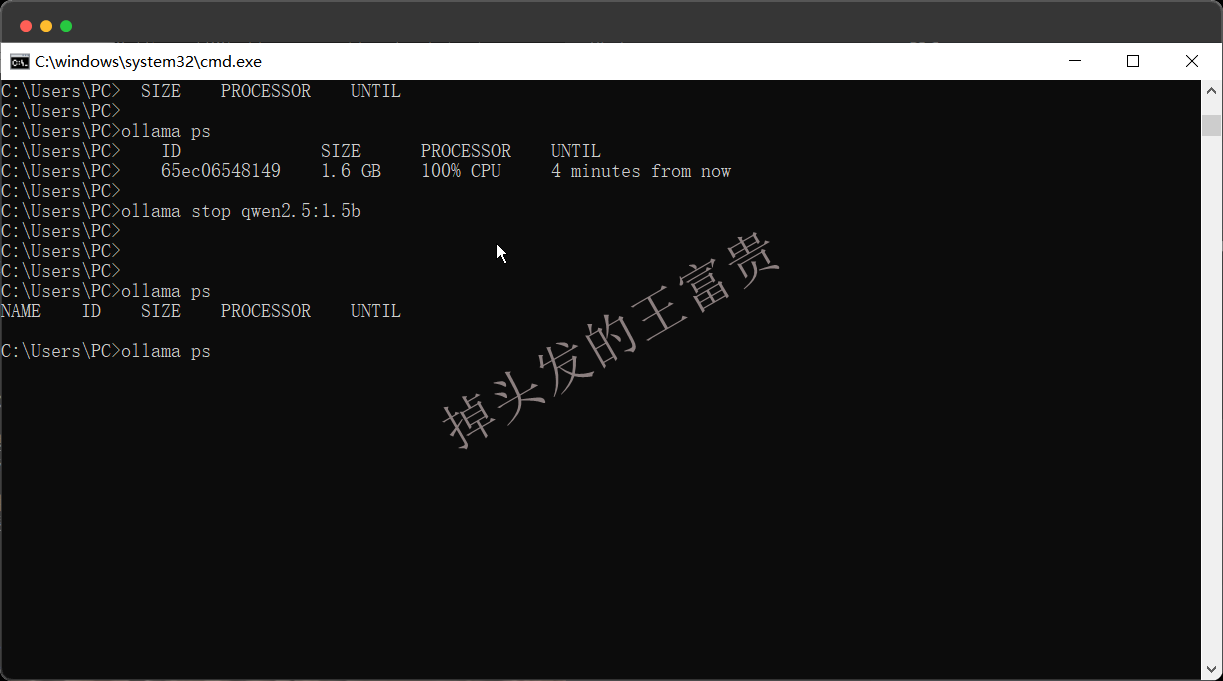 C:\windows\system32\cmd.exe
C:\Users\PC>  SIZE    PROCESSOR    UNTIL
C:\Users\PC>
C:\Users\PC>ollama ps
C:\Users\PC>    ID              SIZE      PROCESSOR    UNTIL
C:\Users\PC>    65ec06548149    1.6 GB    100% CPU     4 minutes from now
C:\Users\PC>
C:\Users\PC>ollama stop qwen2.5:1.5b
C:\Users\PC>
C:\Users\PC>
C:\Users\PC>
C:\Users\PC>ollama ps
NAME    ID    SIZE    PROCESSOR    UNTIL
C:\Users\PC>ollama ps
掉头发的王富贵